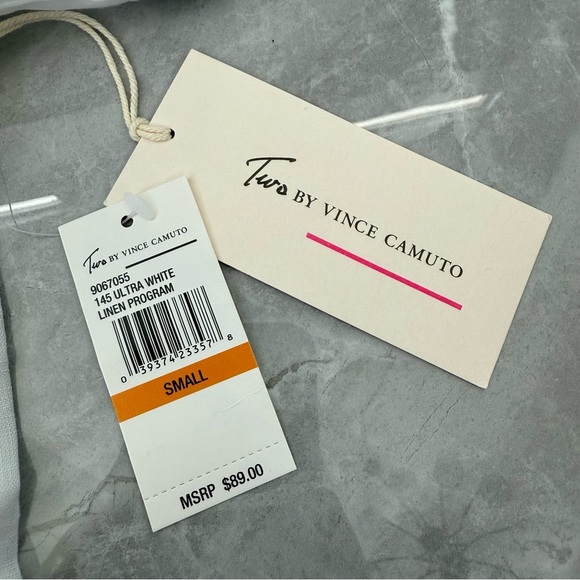 Two BY VINCE CAMUTO
Two BY VINCE CAMUTO
9067055
145 ULTRA WHITE
LINEN PROGRAM
0 39374 23357 8
SMALL
MSRP $89.00